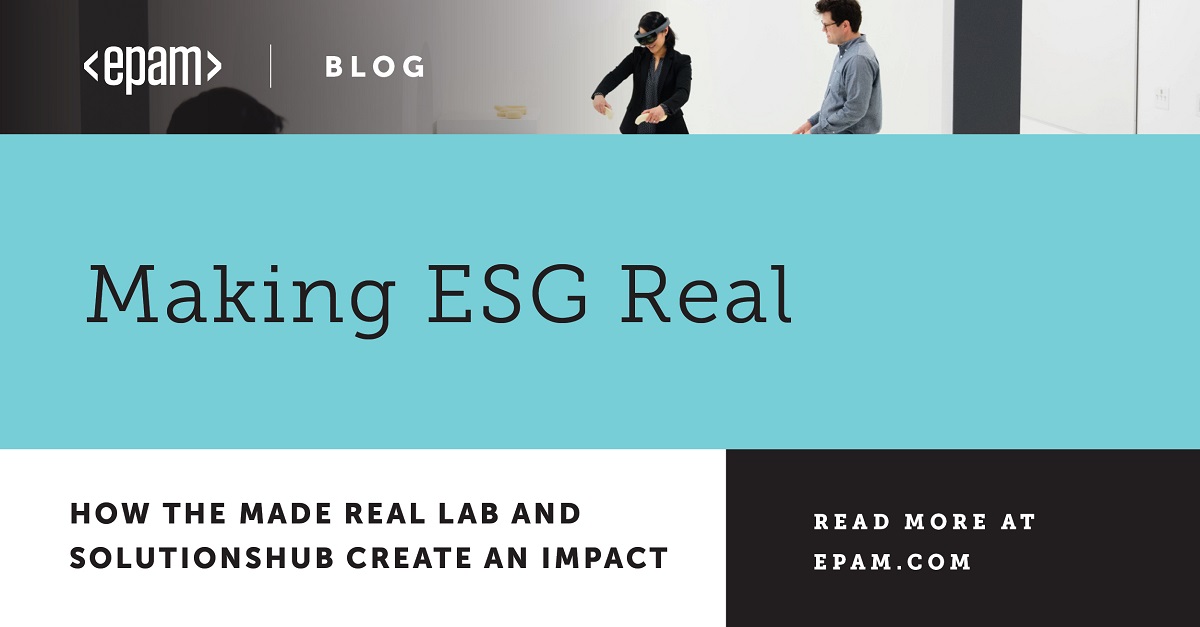 <epam>
BLOG
Making ESG Real
HOW THE MADE REAL LAB AND
SOLUTIONSHUB CREATE AN IMPACT
READ MORE AT
EPAM.COM